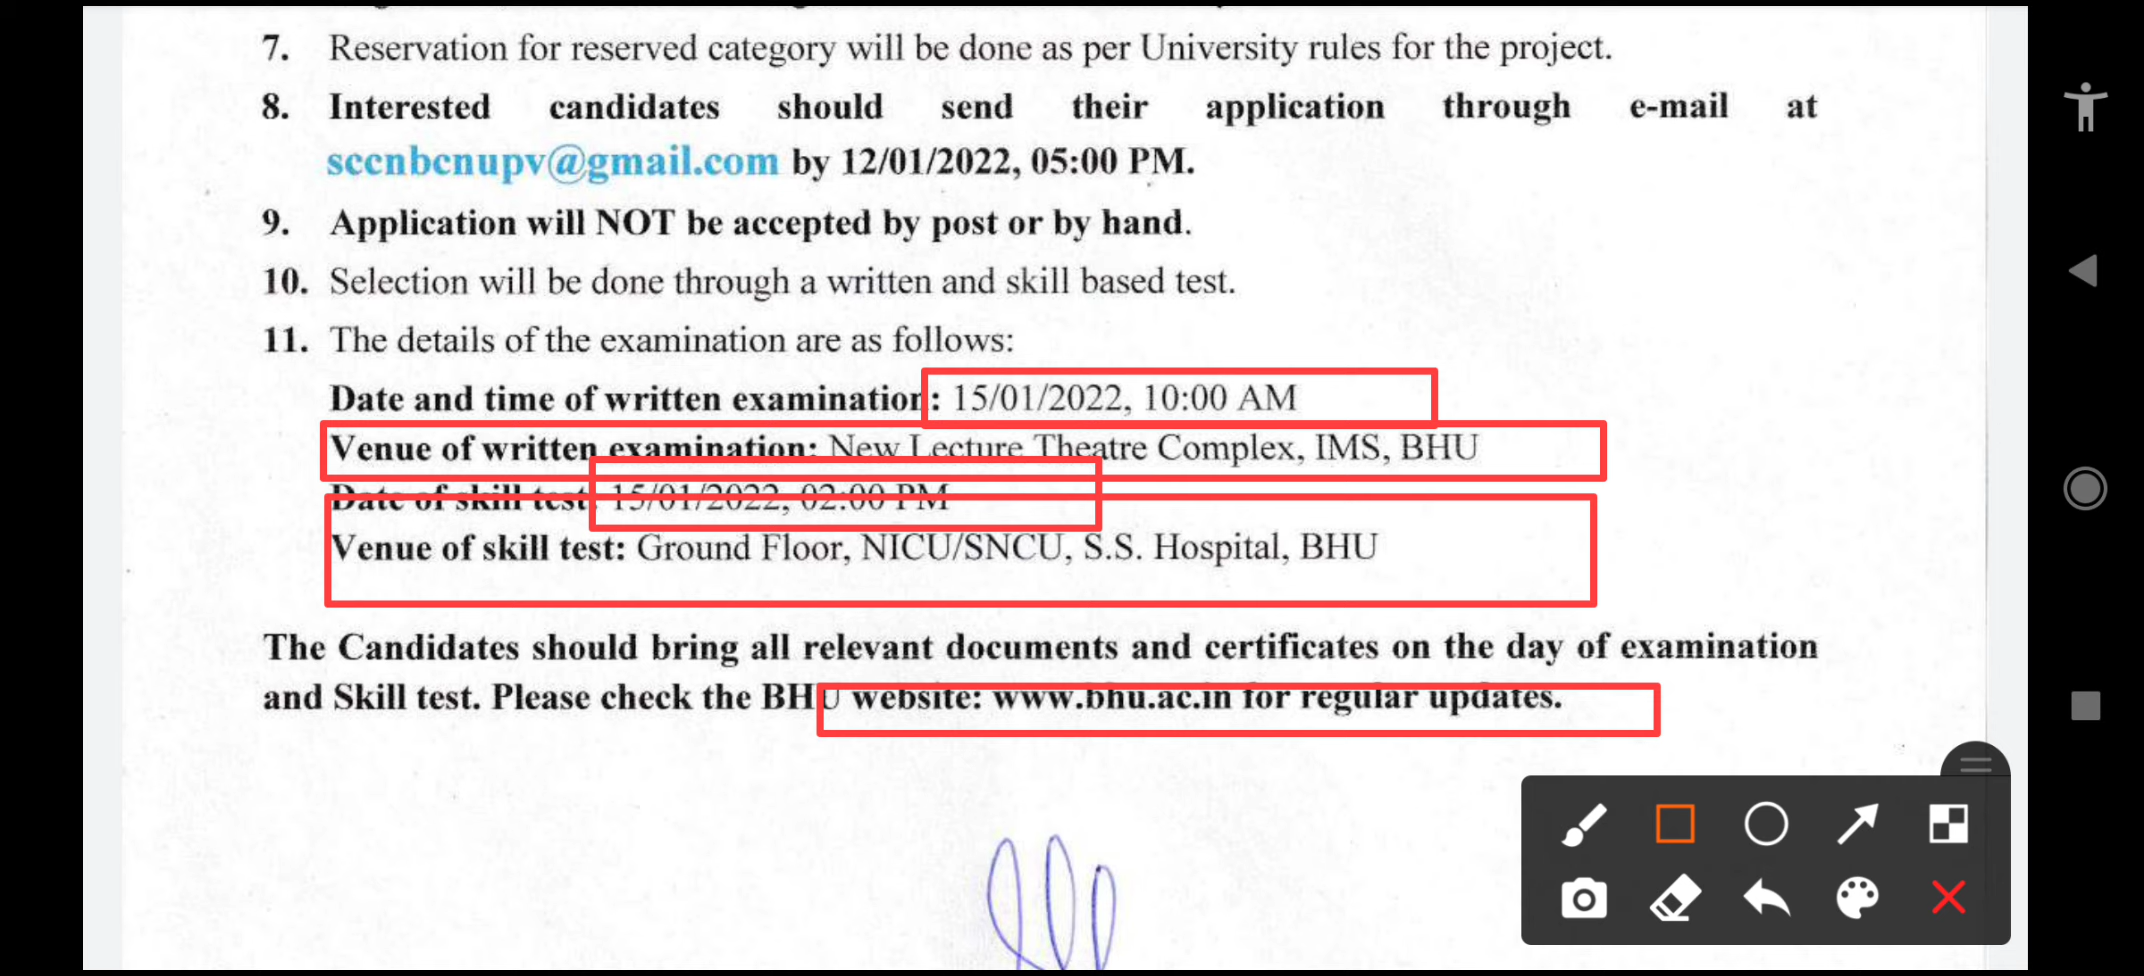 7. Reservation for reserved category will be done as per University rules for the project.
8. Interested candidates should send their application through e-mail at
sccnbcnupv@gmail.com by 12/01/2022, 05:00 PM.
9. Application will NOT be accepted by post or by hand.
10. Selection will be done through a written and skill based test.
11. The details of the examination are as follows:
Date and time of written examination: 15/01/2022, 10:00 AM
Venue of written examination: New Lecture Theatre Complex, IMS, BHU
Date of skill test: 15/01/2022, 02:00 PM
Venue of skill test: Ground Floor, NICU/SNCU, S.S. Hospital, BHU
The Candidates should bring all relevant documents and certificates on the day of examination
and Skill test. Please check the BHU website: www.bhu.ac.in for regular updates.